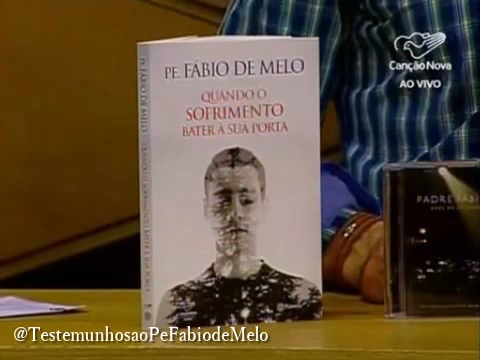 Canção Nova
AO VIVO
PE. FÁBIO DE MELO
QUANDO O
SOFRIMENTO
BATER À SUA PORTA
PE. FÁBIO DE MELO QUANDO O SOFRIMENTO BATER À SUA PORTA
PADRE FÁBI
@TestemunhosaoPeFabiodeMelo